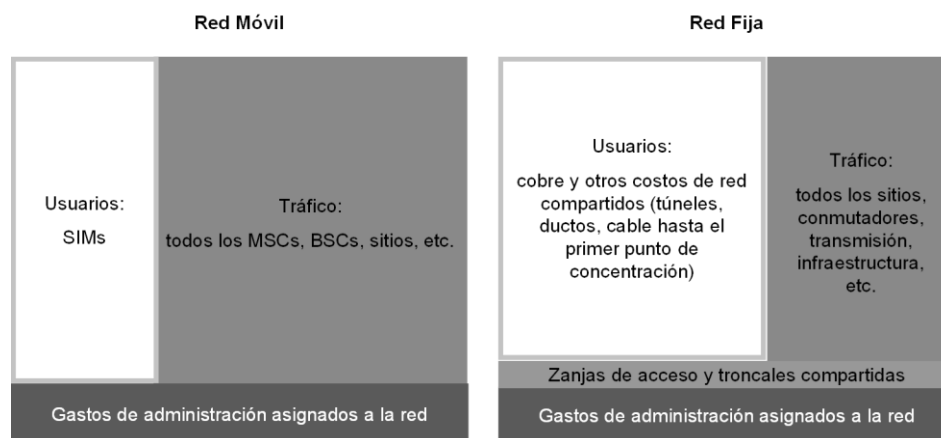 Red Móvil
Usuarios:
SIMs
Tráfico:
todos los MSCs, BSCs, sitios, etc.
Gastos de administración asignados a la red
Red Fija
Usuarios:
cobre y otros costos de red
compartidos (túneles,
ductos, cable hasta el
primer punto de
concentración)
Tráfico:
todos los sitios,
conmutadores,
transmisión,
infraestructura,
etc.
Zanjas de acceso y troncales compartidas
Gastos de administración asignados a la red